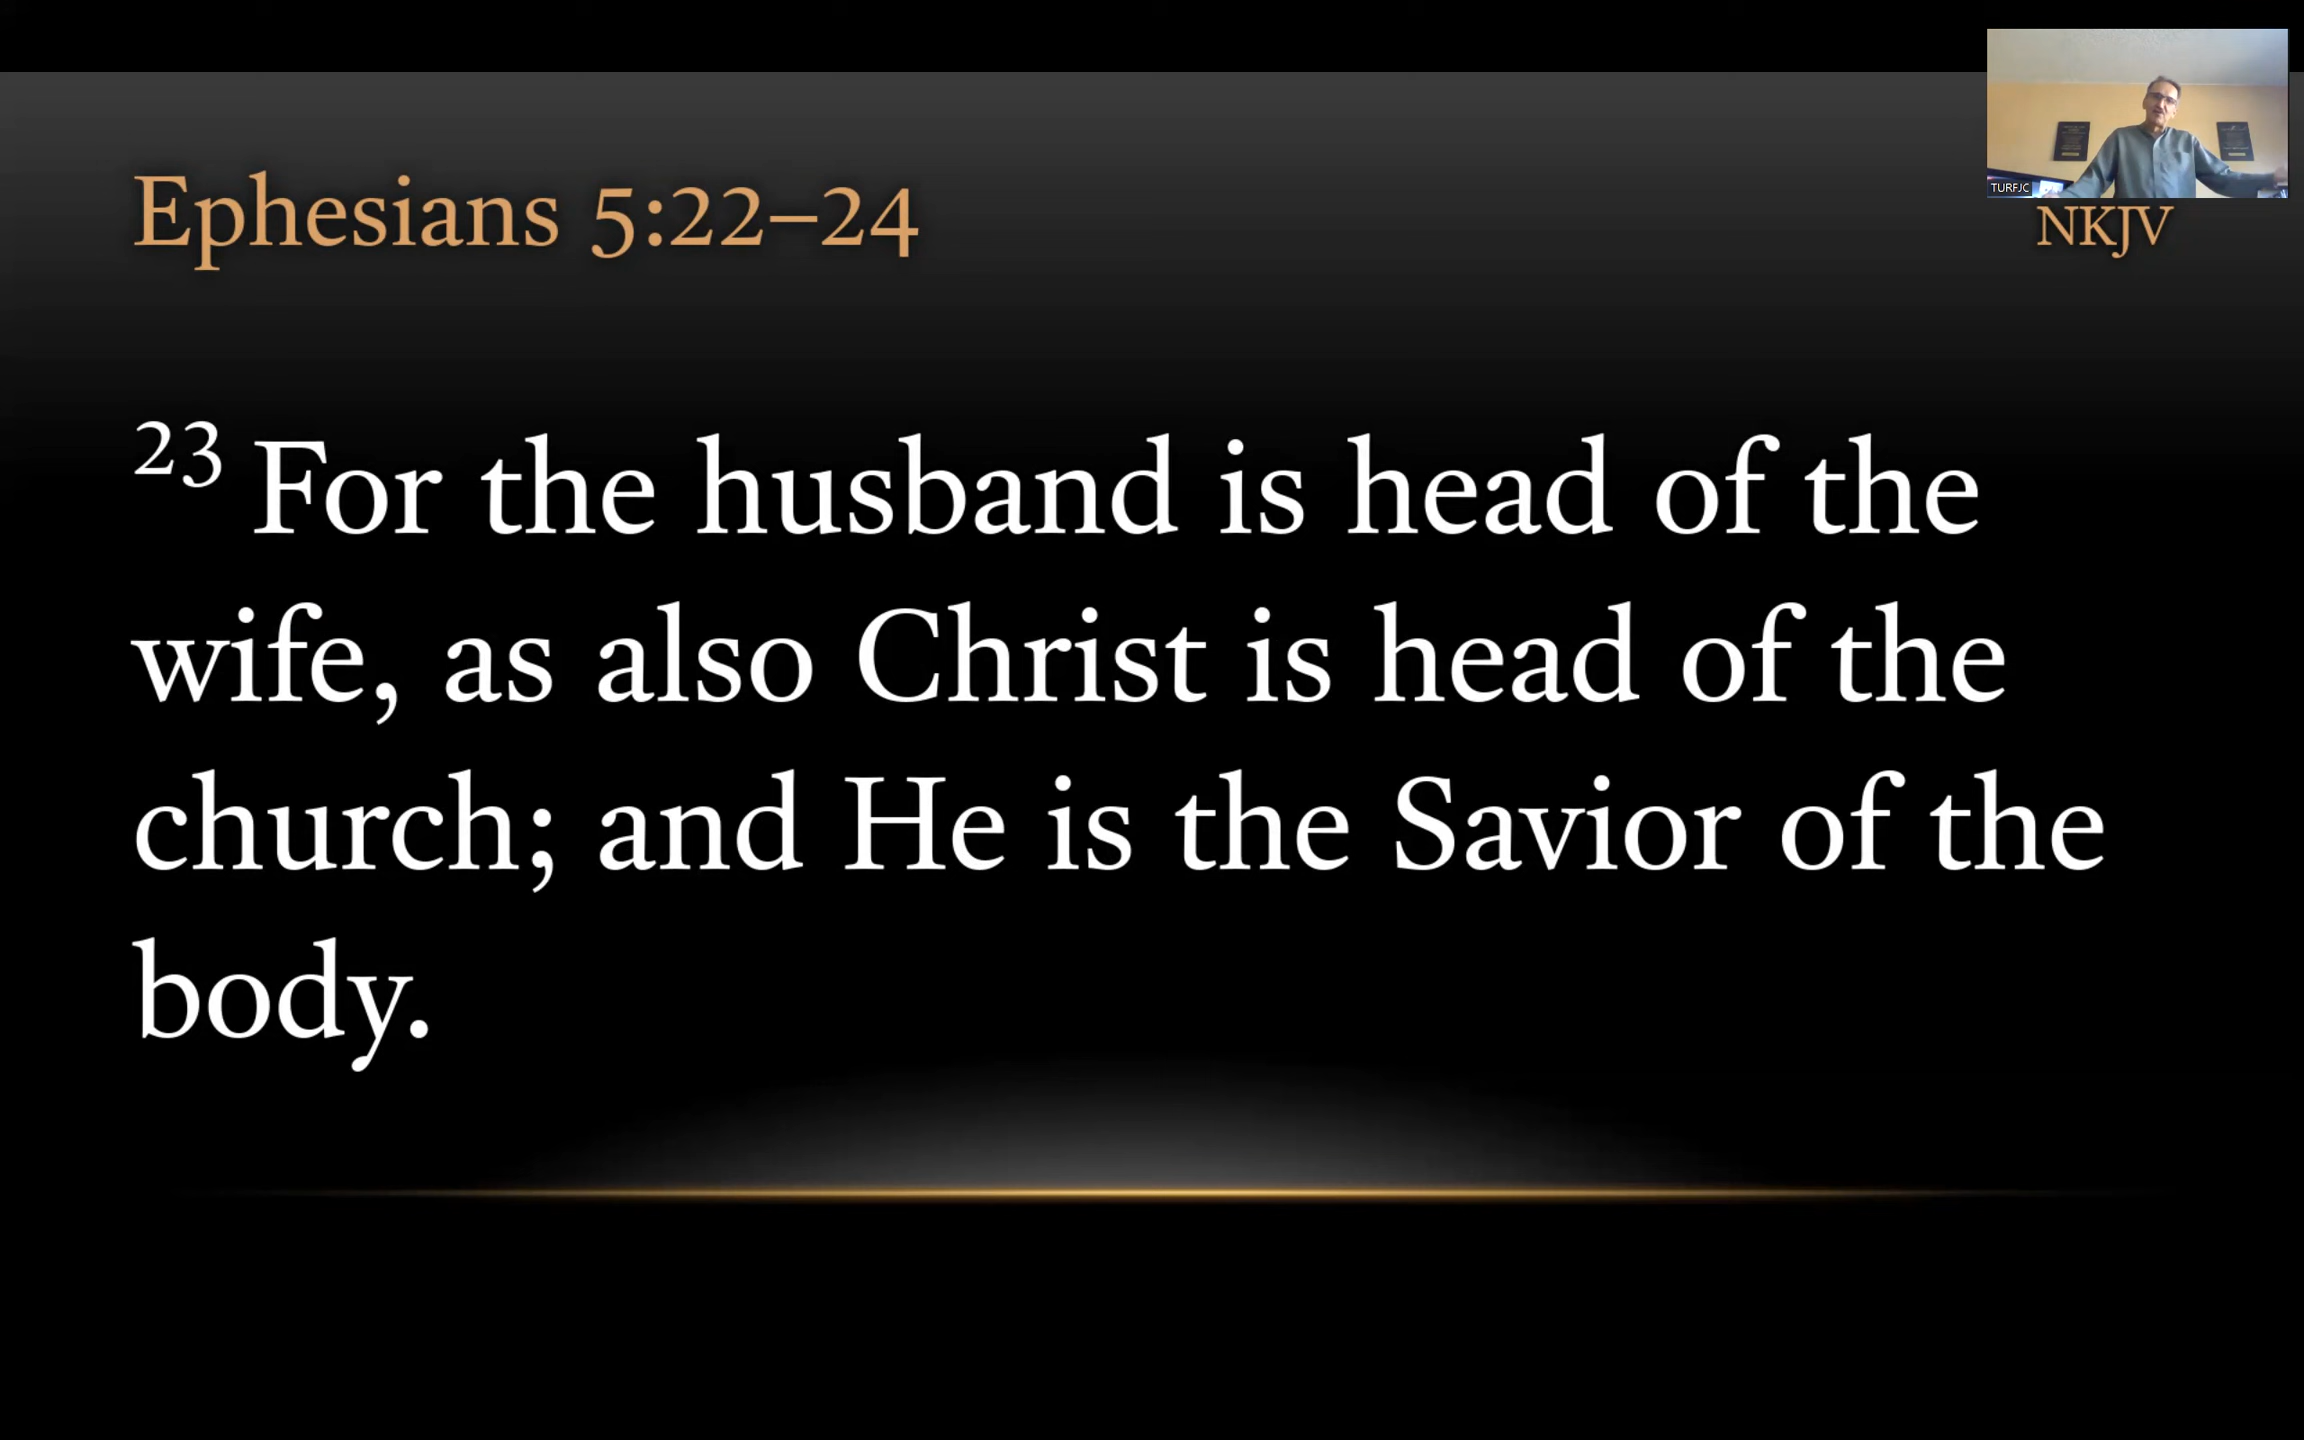 TURFJC
Ephesians 5:22–24
NKJV
23 For the husband is head of the
wife, as also Christ is head of the
church; and He is the Savior of the
body.